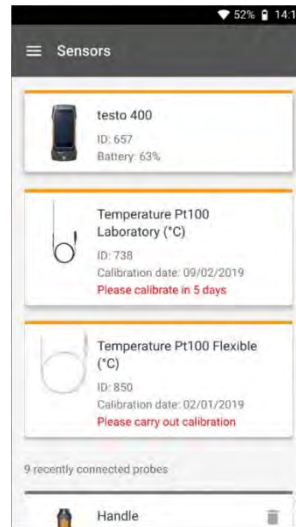 52% 14:1
Sensors
testo 400
ID: 657
Battery: 63%
Temperature Pt100
Laboratory (°C)
ID: 738
Calibration date: 09/02/2019
Please calibrate in 5 days
Temperature Pt100 Flexible
(°C)
ID: 850
Calibration date: 02/01/2019
Please carry out calibration
9 recently connected probes
Handle